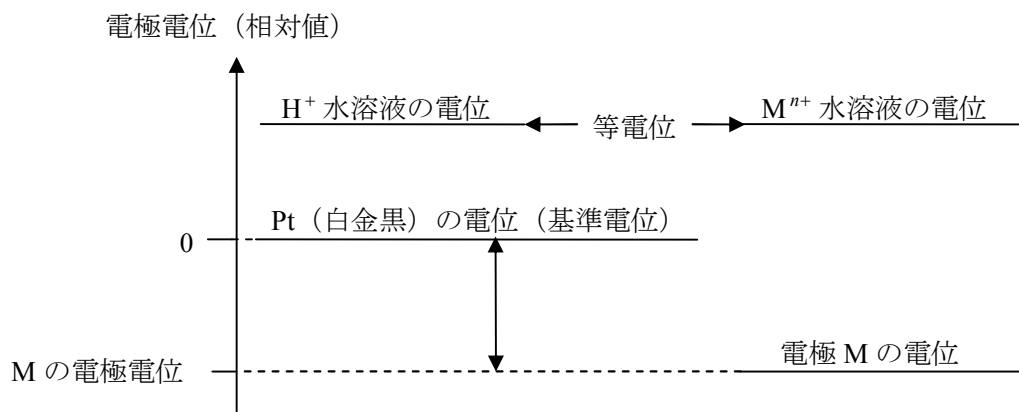 電極電位（相対値）
H⁺ 水溶液の電位
等電位
Mⁿ⁺ 水溶液の電位
Pt（白金黒）の電位（基準電位）
0
電極 M の電位
M の電極電位